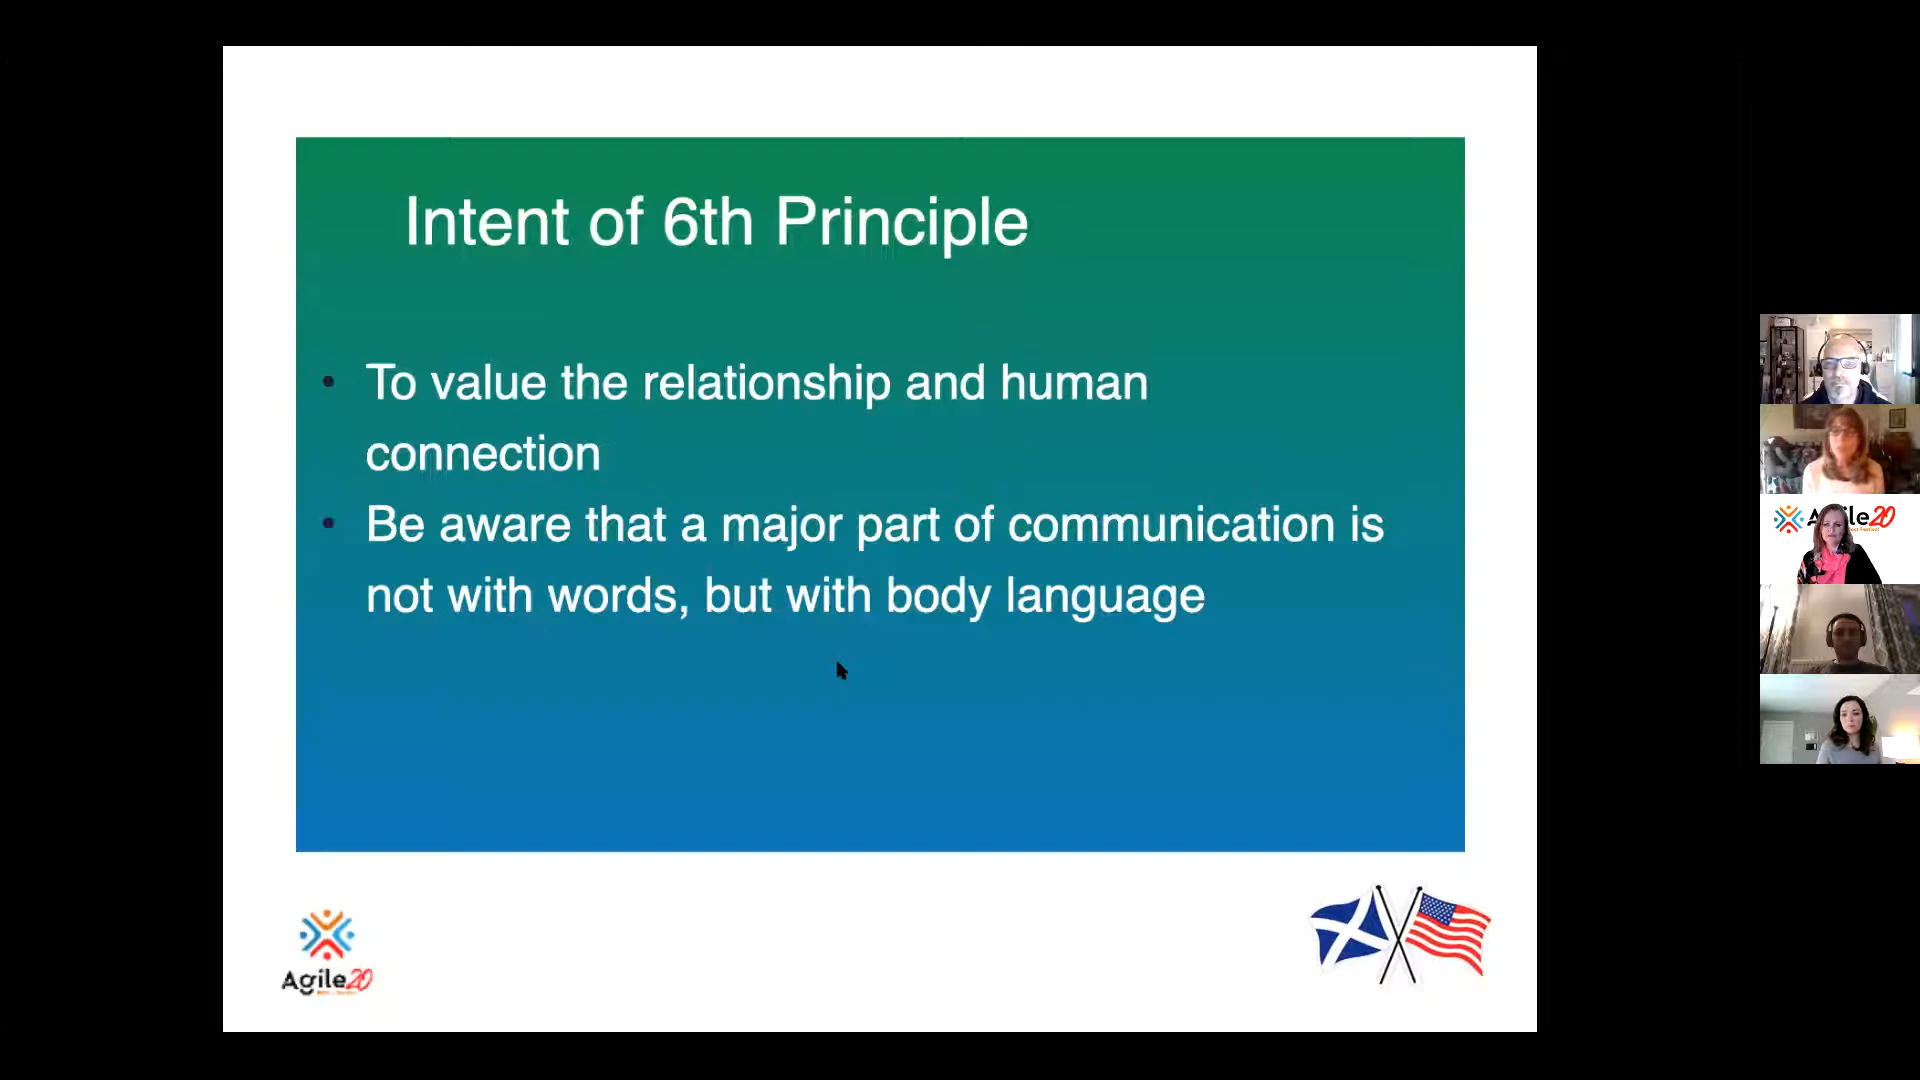 Intent of 6th Principle
• To value the relationship and human
connection
• Be aware that a major part of communication is
not with words, but with body language
Agile20
Agile20